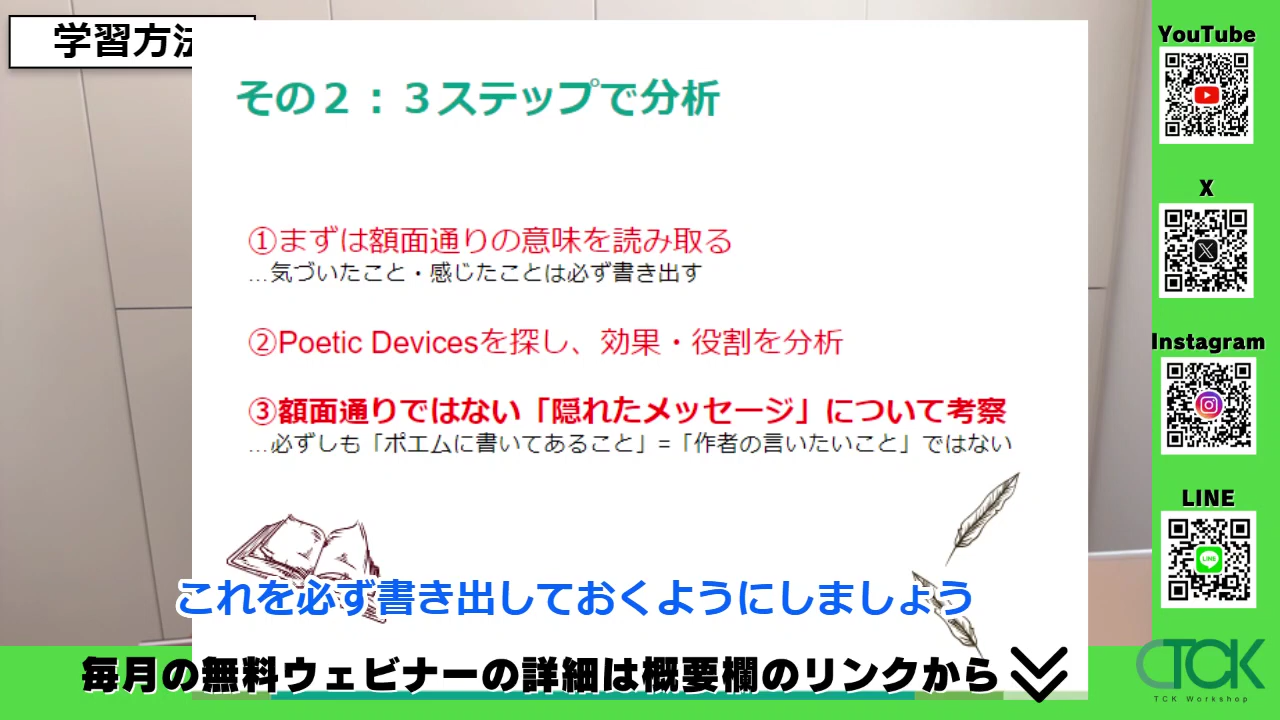 学習方法
その２：３ステップで分析
①まずは額面通りの意味を読み取る
…気づいたこと・感じたことは必ず書き出す
②Poetic Devicesを探し、効果・役割を分析
③額面通りではない「隠れたメッセージ」について考察
…必ずしも「ポエムに書いてあること」=「作者の言いたいこと」ではない
これを必ず書き出しておくようにしましょう
毎月の無料ウェビナーの詳細は概要欄のリンクから
YouTube
X
Instagram
LINE
LINE
TCK
TCK Workshop